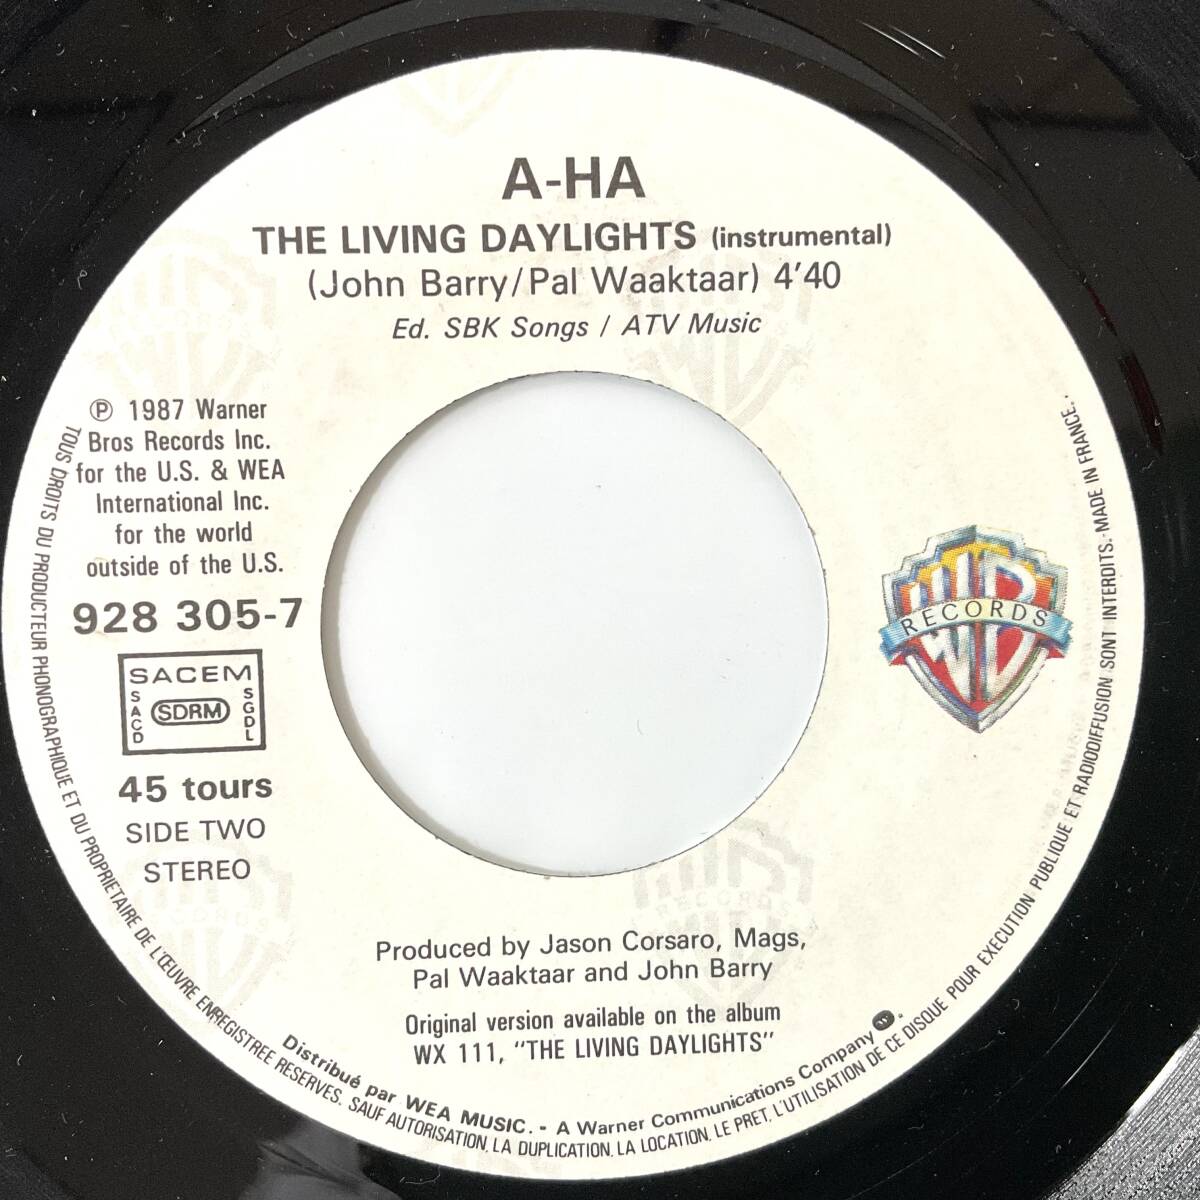 A-HA
THE LIVING DAYLIGHTS (instrumental)
(John Barry/Pal Waaktaar) 4'40
Ed. SBK Songs / ATV Music
℗ 1987 Warner
Bros Records Inc.
for the U.S. & WEA
International Inc.
for the world
outside of the U.S.
928 305-7
SACEM
SACD
SDRM
SGDL
45 tours
SIDE TWO
STEREO
WB
RECORDS
Produced by Jason Corsaro, Mags,
Pal Waaktaar and John Barry
Original version available on the album
WX 111, "THE LIVING DAYLIGHTS"
Distribué par WEA MUSIC. - A Warner Communications Company.
TOUS DROITS DU PRODUCTEUR PHONOGRAPHIQUE ET DU PROPRIETAIRE DE L'ŒUVRE ENREGISTREE RESERVES. SAUF AUTORISATION, LA DUPLICATION, LA LOCATION, LE PRET, L'UTILISATION DE CE DISQUE POUR EXECUTION PUBLIQUE ET RADIODIFFUSION SONT INTERDITS.-MADE IN FRANCE.